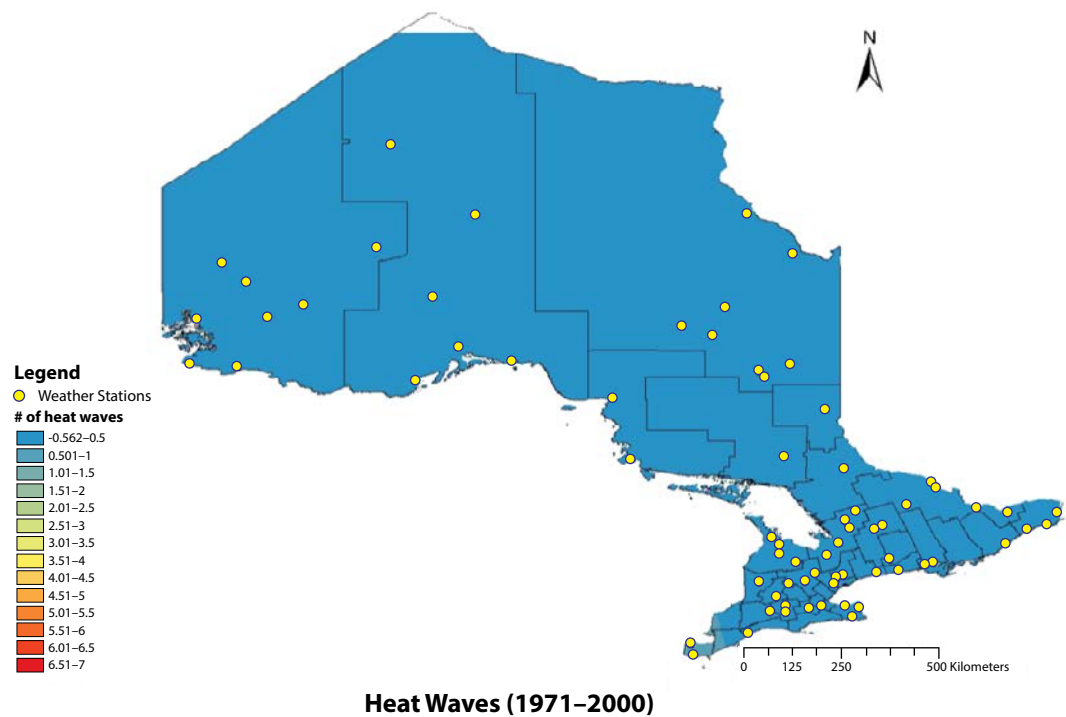 N
Legend
Weather Stations
# of heat waves
-0.562–0.5
0.501–1
1.01–1.5
1.51–2
2.01–2.5
2.51–3
3.01–3.5
3.51–4
4.01–4.5
4.51–5
5.01–5.5
5.51–6
6.01–6.5
6.51–7
0 125 250 500 Kilometers
Heat Waves (1971–2000)